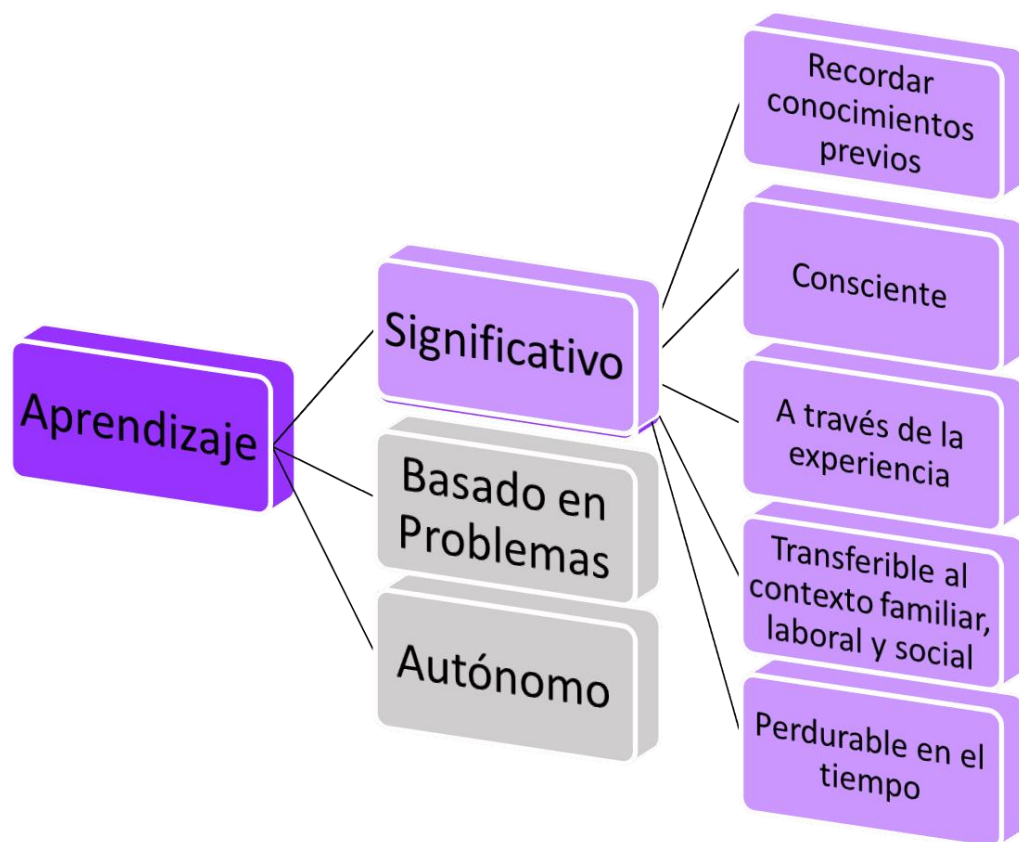 Aprendizaje
Significativo
Basado en
Problemas
Autónomo
Recordar
conocimientos
previos
Consciente
A través de la
experiencia
Transferible al
contexto familiar,
laboral y social
Perdurable en el
tiempo